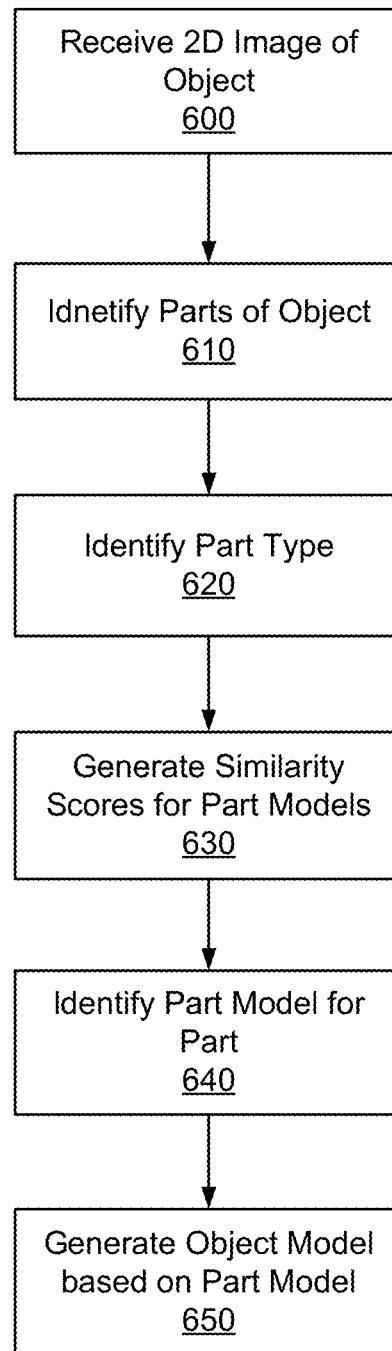 Receive 2D Image of
Object
600
Idnetify Parts of Object
610
Identify Part Type
620
Generate Similarity
Scores for Part Models
630
Identify Part Model for
Part
640
Generate Object Model
based on Part Model
650